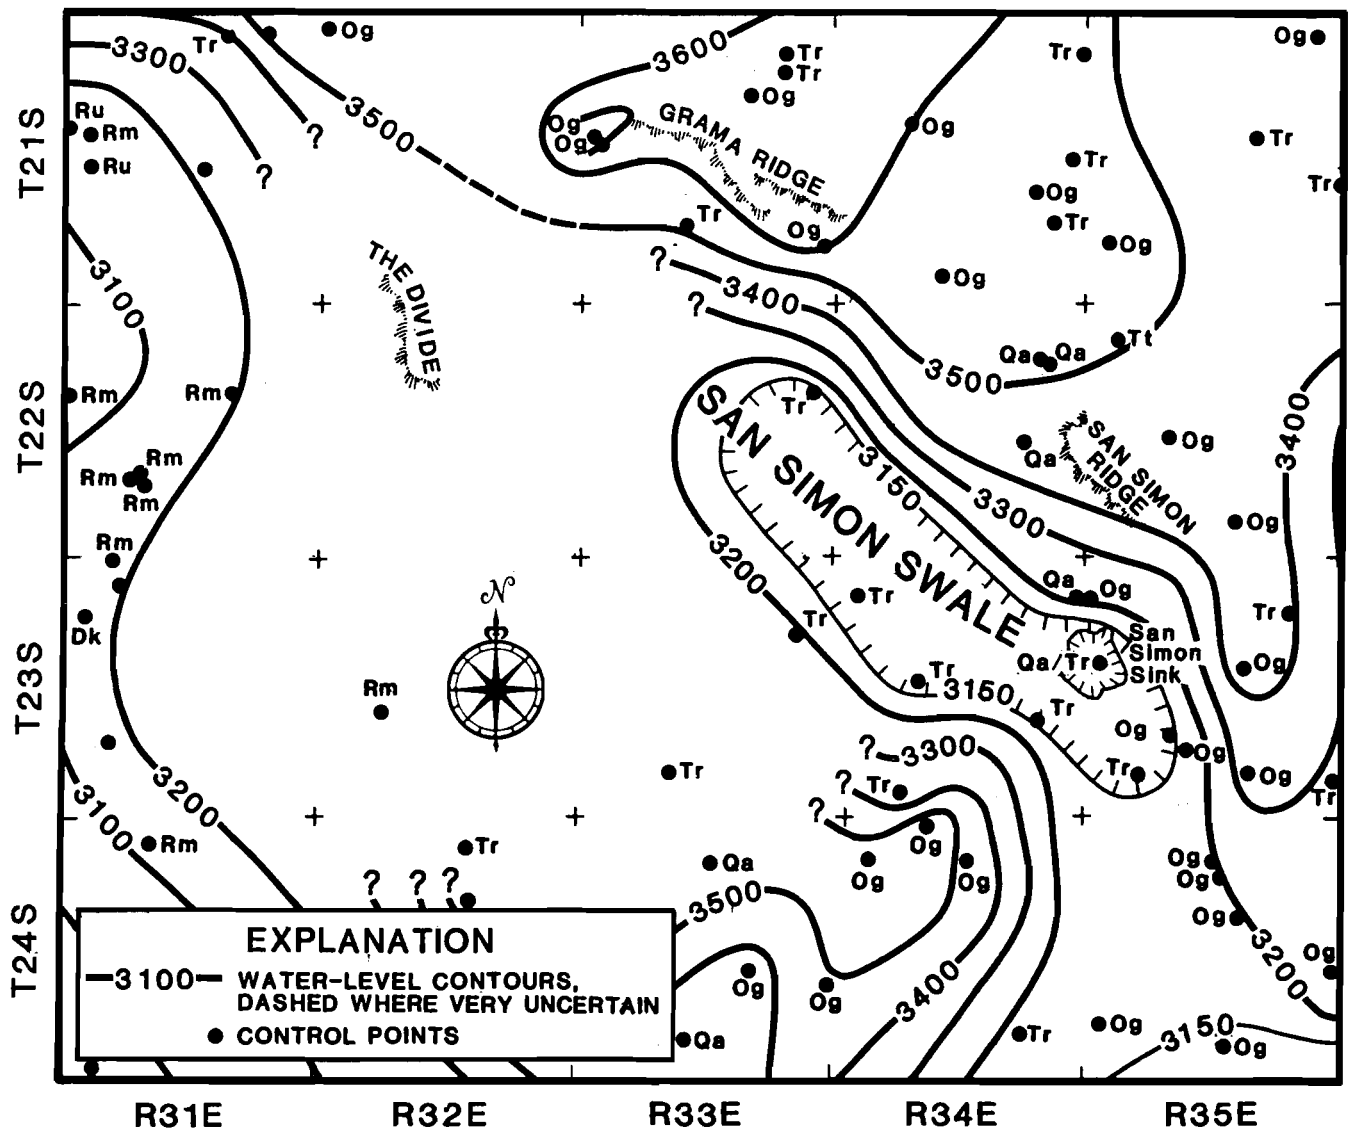 Og
Tr
3300
3600
Tr
Tr
Og
Tr
Og
T21S
Ru
Rm
Ru
?
?
3500
Og
Og
GRAMA RIDGE
Og
Tr
Og
Tr
Og
Tr
Tr
Tr
Og
Og
THE DIVIDE
3100
?
3400
?
Og
3500
Qa
Qa
Tt
T22S
Rm
Rm
Rm
Rm
Rm
Tr
SAN SIMON SWALE
3150
3300
Qa
SAN SIMON
RIDGE
Og
3400
Og
Rm
Dk
3200
Tr
Tr
Qa
Og
Tr
Og
T23S
N
Rm
Tr
Qa
Tr
San
Simon
Sink
3150
Tr
Og
Og
Tr
Og
Tr
Tr
?
3300
?
Tr
?
3200
3100
Rm
Tr
Qa
Og
Og
Og
Og
Og
Og
T24S
?
?
?
3500
3400
3200
Og
Og
Og
Qa
Tr
Og
3150
Og
EXPLANATION
3100
WATER-LEVEL CONTOURS,
DASHED WHERE VERY UNCERTAIN
CONTROL POINTS
R31E
R32E
R33E
R34E
R35E